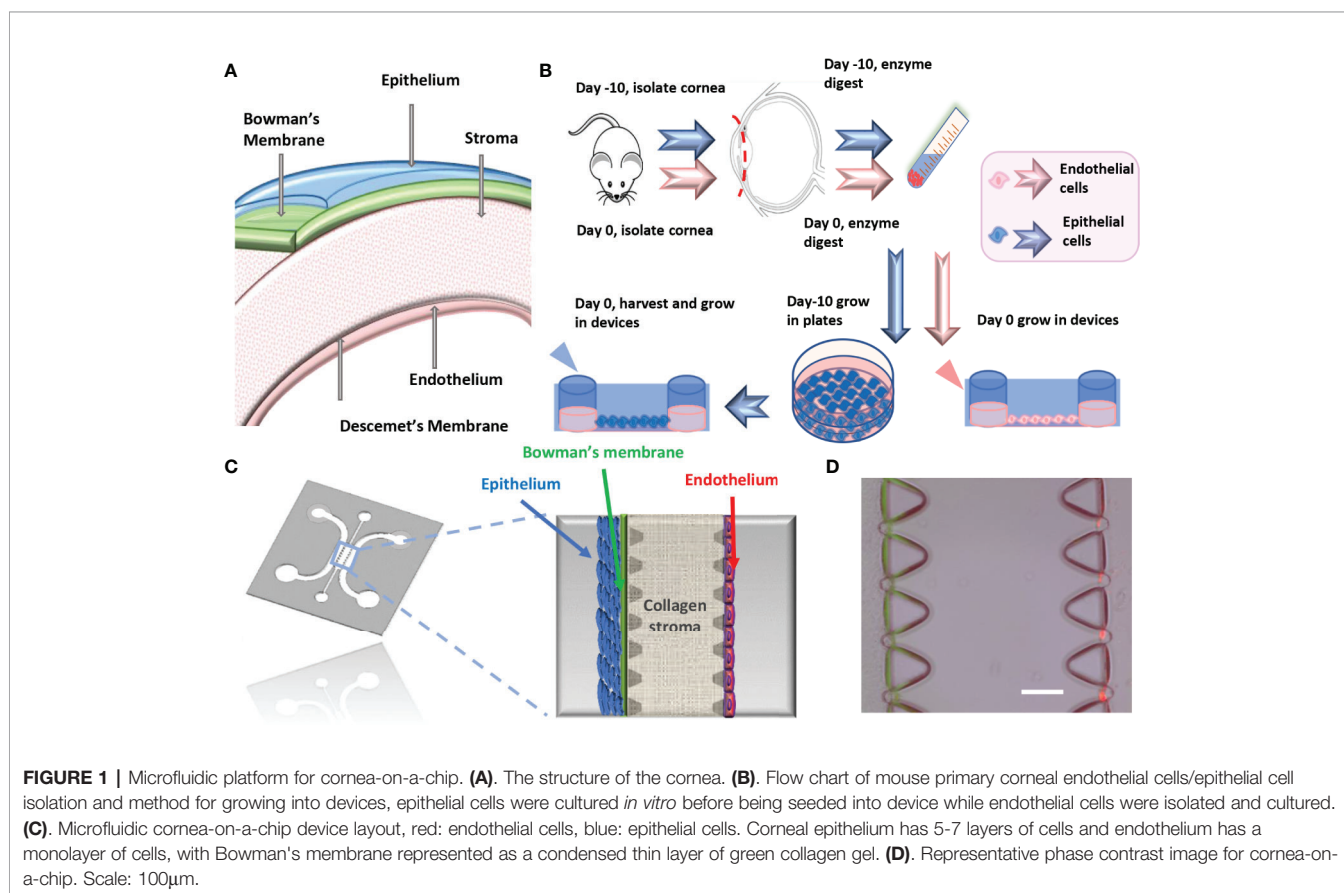 A
Epithelium
Bowman's
Membrane
Stroma
Endothelium
Descemet's Membrane
B
Day -10, isolate cornea
Day -10, enzyme
digest
Day 0, isolate cornea
Day 0, enzyme
digest
Endothelial
cells
Epithelial
cells
Day 0, harvest and grow
in devices
Day-10 grow
in plates
Day 0 grow in devices
C
Bowman's membrane
Epithelium
Endothelium
Collagen
stroma
D
FIGURE 1 | Microfluidic platform for cornea-on-a-chip. (A). The structure of the cornea. (B). Flow chart of mouse primary corneal endothelial cells/epithelial cell
isolation and method for growing into devices, epithelial cells were cultured in vitro before being seeded into device while endothelial cells were isolated and cultured.
(C). Microfluidic cornea-on-a-chip device layout, red: endothelial cells, blue: epithelial cells. Corneal epithelium has 5-7 layers of cells and endothelium has a
monolayer of cells, with Bowman's membrane represented as a condensed thin layer of green collagen gel. (D). Representative phase contrast image for cornea-on-
a-chip. Scale: 100μm.